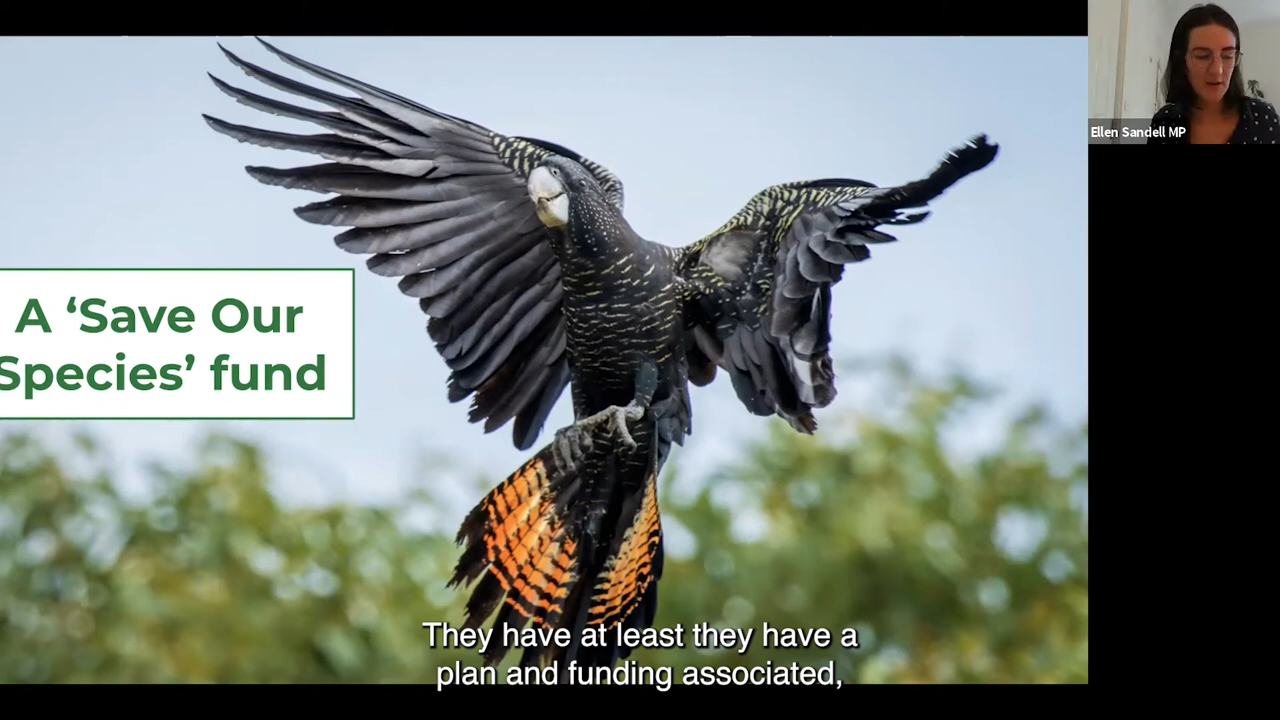 Ellen Sandell MP
A ‘Save Our
Species’ fund
They have at least they have a
plan and funding associated,